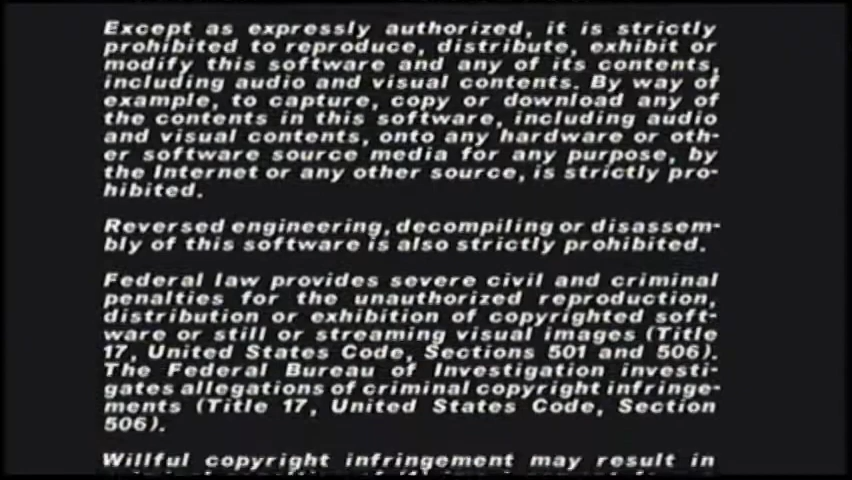 Except as expressly authorized, it is strictly
prohibited to reproduce, distribute, exhibit or
modify this software and any of its contents,
including audio and visual contents. By way of
example, to capture, copy or download any of
the contents in this software, including audio
and visual contents, onto any hardware or oth-
er software source media for any purpose, by
the Internet or any other source, is strictly pro-
hibited.
Reversed engineering, decompiling or disassem-
bly of this software is also strictly prohibited.
Federal law provides severe civil and criminal
penalties for the unauthorized reproduction,
distribution or exhibition of copyrighted soft-
ware or still or streaming visual images (Title
17, United States Code, Sections 501 and 506).
The Federal Bureau of Investigation investi-
gates allegations of criminal copyright infringe-
ments (Title 17, United States Code, Section
506).
Willful copyright infringement may result in